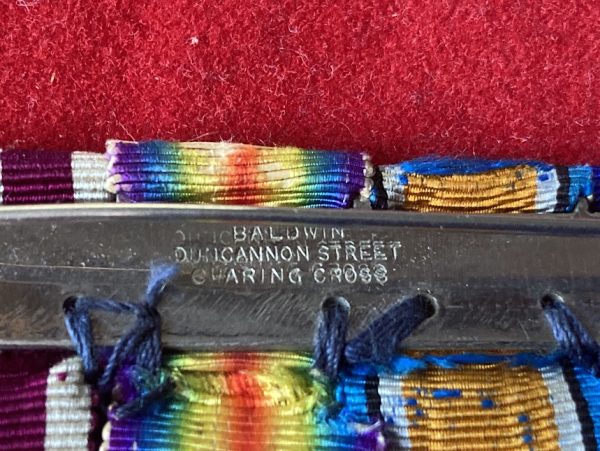 BALDWIN
DUNCANNON STREET
CHARING CROSS